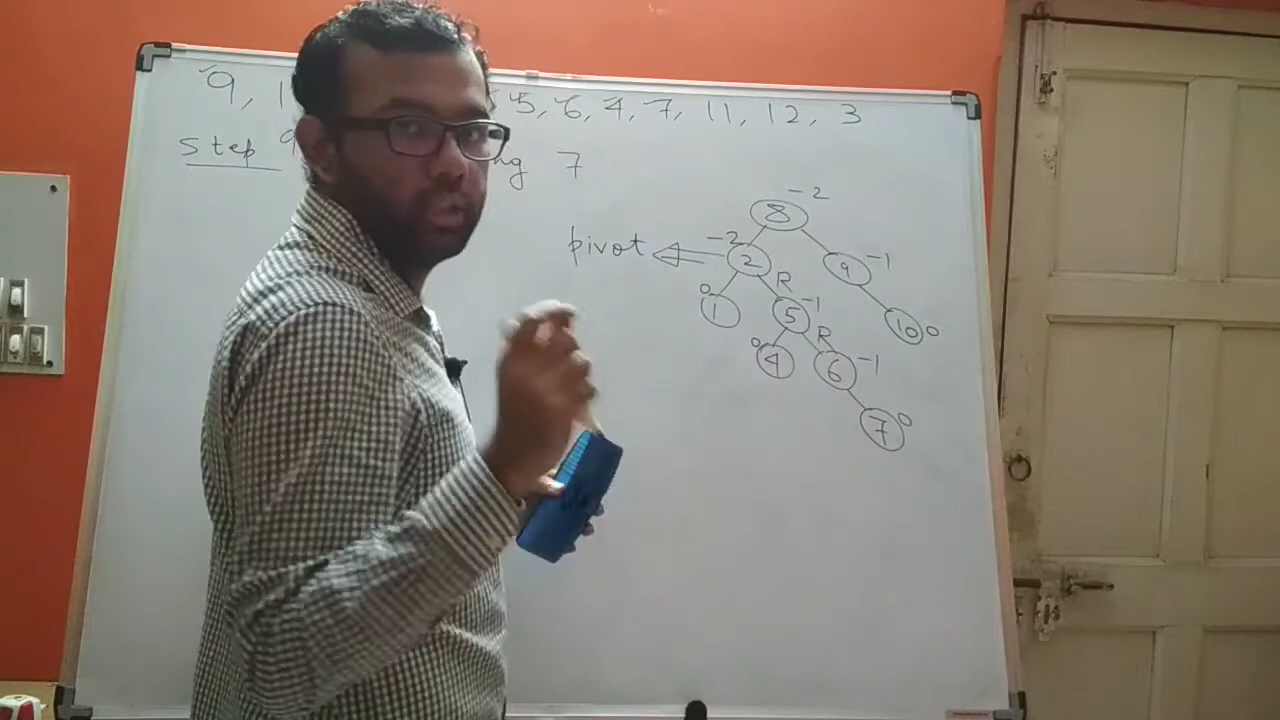 9, 1 5, 6, 4, 7, 11, 12, 3
step 9 ng 7
-2
8
pivot -2 2 9 -1
R
0 1 5 -1 10 0
R
0 4 6 -1
7 0